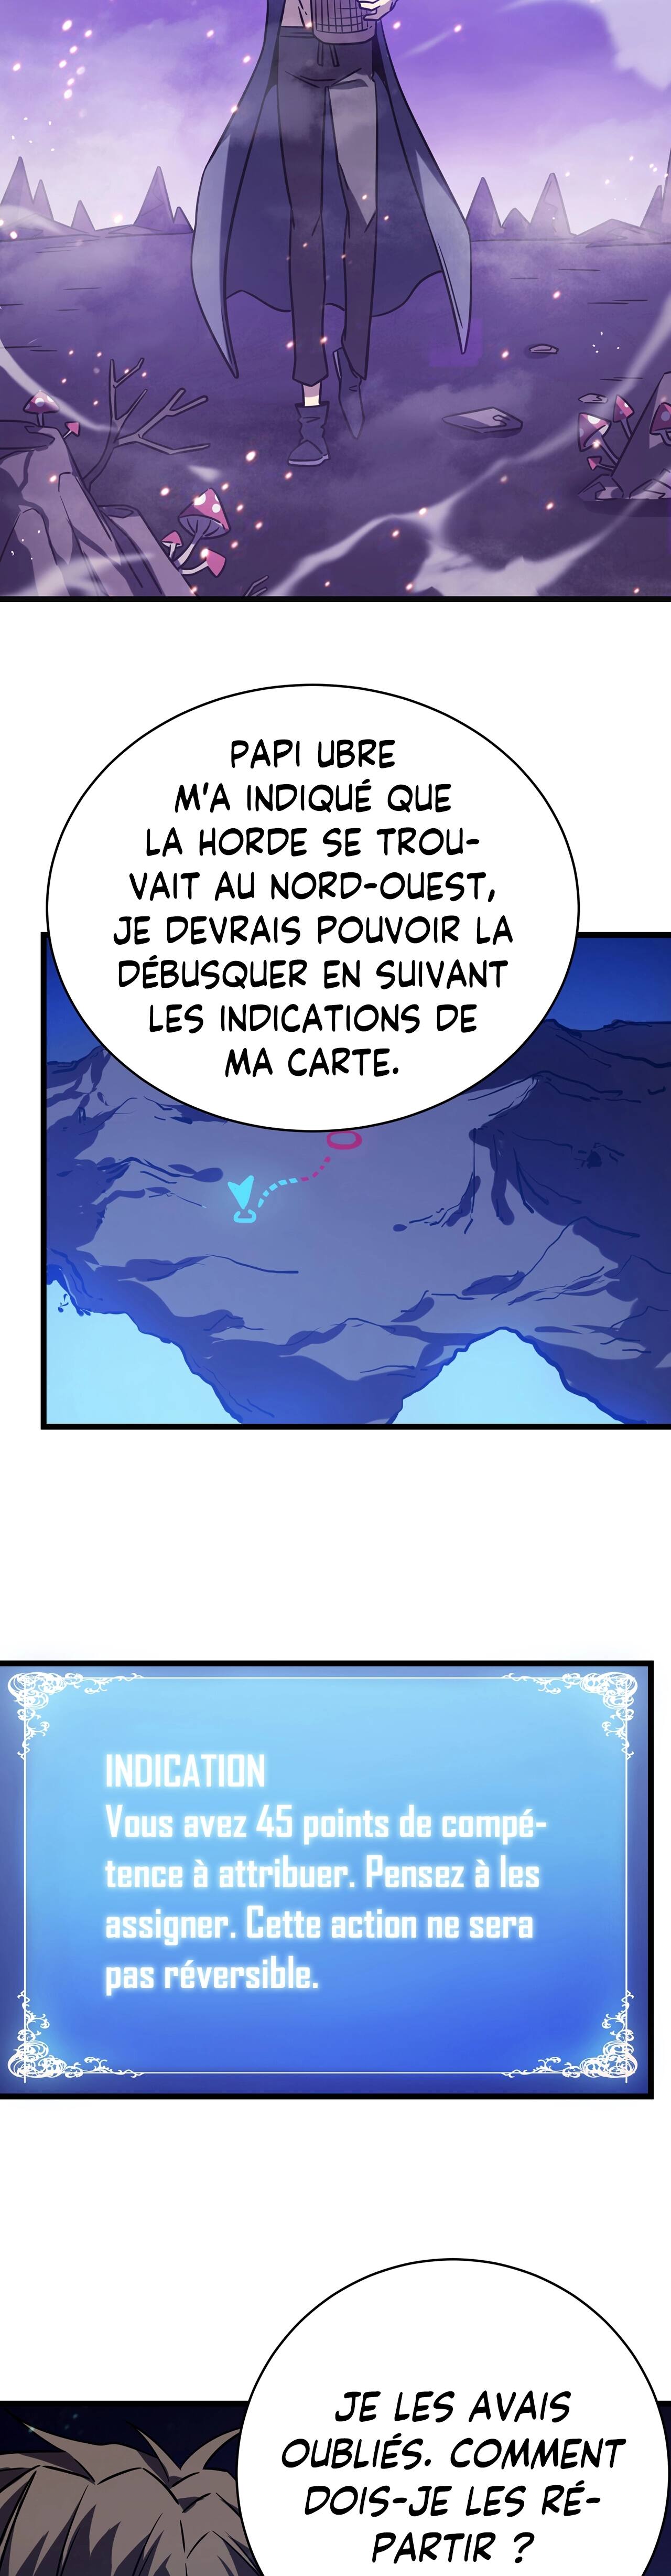 PAPI UBRE
M'A INDIQUÉ QUE
LA HORDE SE TROU-
VAIT AU NORD-OUEST,
JE DEVRAIS POUVOIR LA
DÉBUSQUER EN SUIVANT
LES INDICATIONS DE
MA CARTE.
INDICATION
Vous avez 45 points de compé-
tence à attribuer. Pensez à les
assigner. Cette action ne sera
pas réversible.
JE LES AVAIS
OUBLIÉS. COMMENT
DOIS-JE LES RÉ-
PARTIR ?